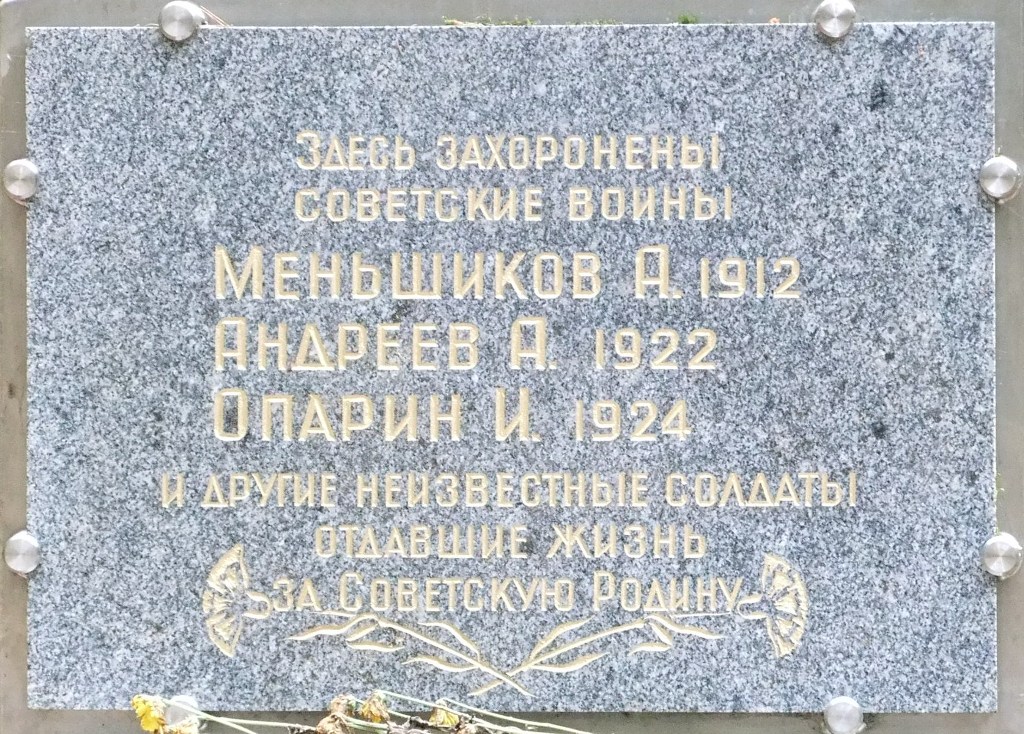 Здесь захоронены
советские воины
Меньшиков А. 1912
Андреев А. 1922
Опарин И. 1924
и другие неизвестные солдаты
отдавшие жизнь
за Советскую Родину